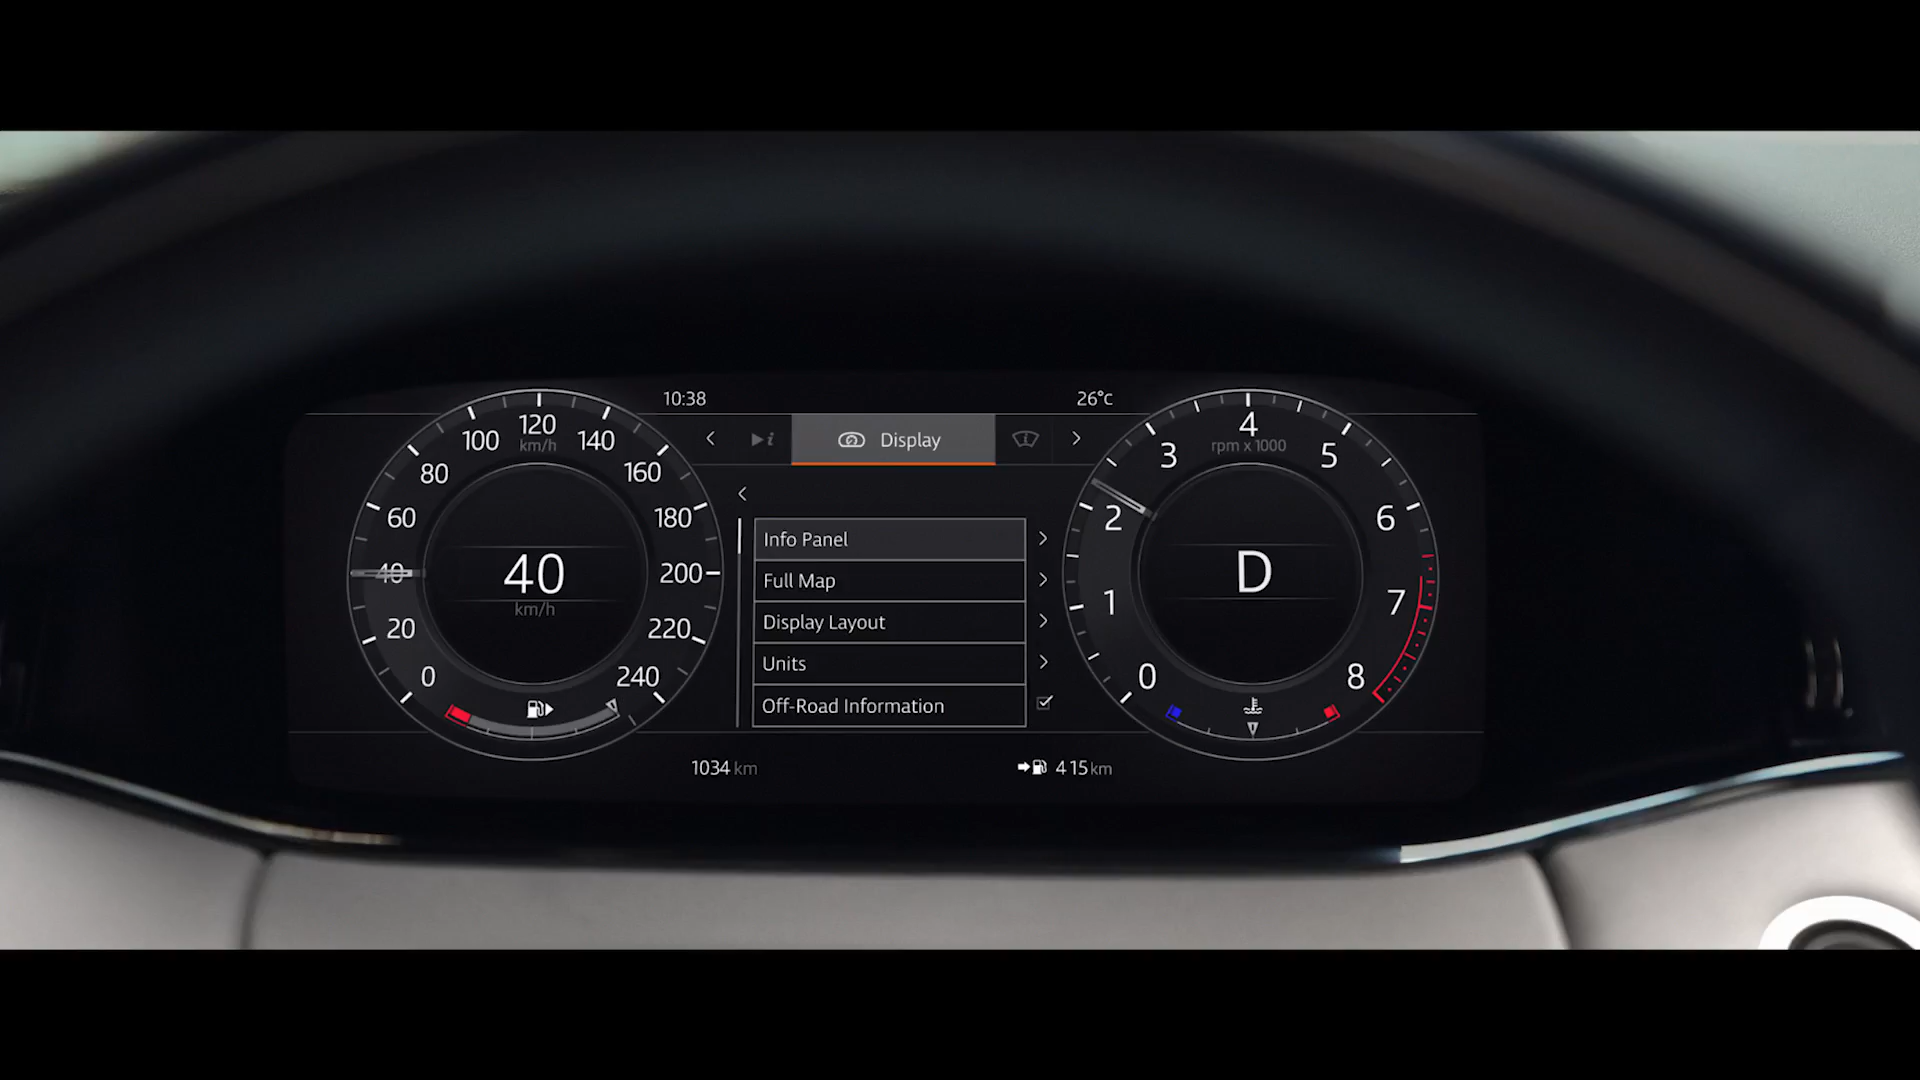 10:38
26°c
Display
120
km/h
100
140
80
160
60
180
40
200
20
220
0
240
40
km/h
Info Panel
Full Map
Display Layout
Units
Off-Road Information
4
rpm x 1000
3
5
2
6
1
7
0
8
D
1034 km
415 km